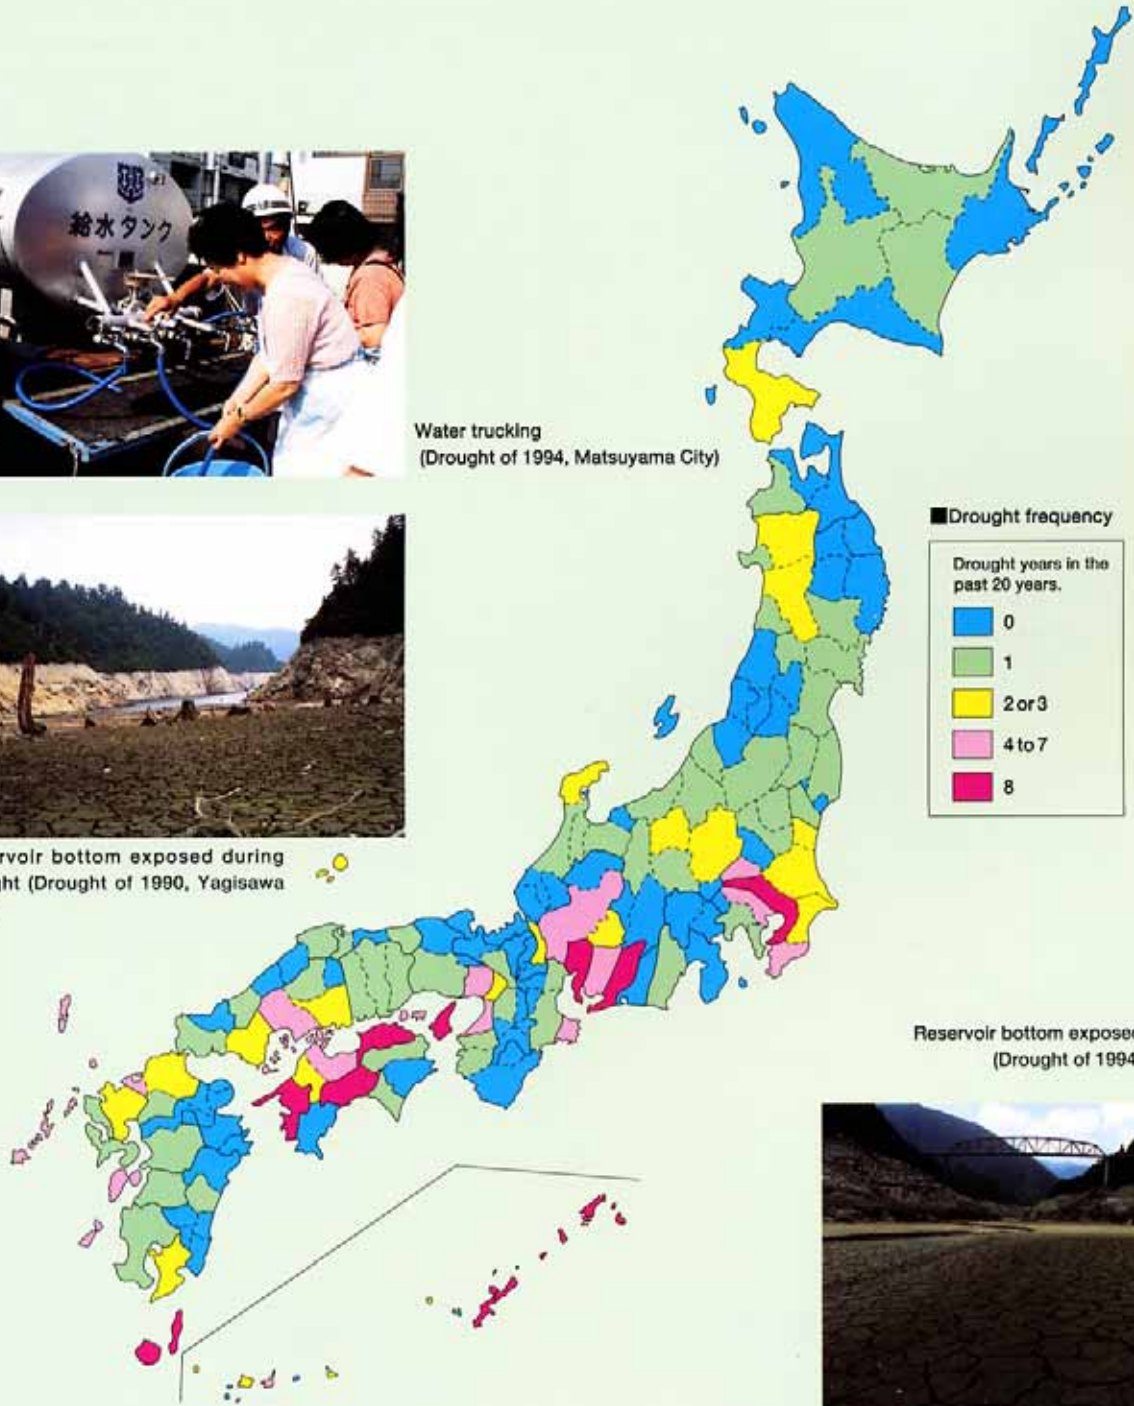 給水タンク
Water trucking
(Drought of 1994, Matsuyama City)
■Drought frequency
Drought years in the
past 20 years.
0
1
2 or 3
4 to 7
8
rvoir bottom exposed during
ght (Drought of 1990, Yagisawa
Reservoir bottom exposed
(Drought of 1994